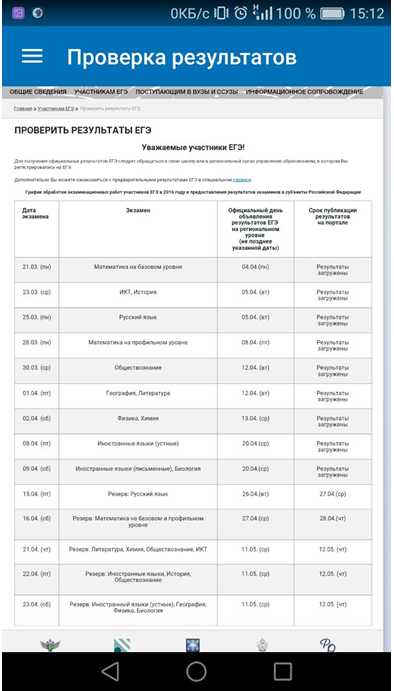 0КБ/с 100 % 15:12
Проверка результатов
ОБЩИЕ СВЕДЕНИЯ УЧАСТНИКАМ ЕГЭ ПОСТУПАЮЩИМ В ВУЗЫ И ССУЗЫ ИНФОРМАЦИОННОЕ СОПРОВОЖДЕНИЕ
Главная » Участникам ЕГЭ » Проверить результаты ЕГЭ
ПРОВЕРИТЬ РЕЗУЛЬТАТЫ ЕГЭ
Уважаемые участники ЕГЭ!
Для получения официальных результатов ЕГЭ следует обращаться в свою школу или в региональный орган управления образованием, в котором Вы
регистрировались на ЕГЭ.
Дополнительно Вы можете ознакомиться с предварительными результатами ЕГЭ в специальном сервисе
График обработки экзаменационных работ участников ЕГЭ в 2016 году и предоставления результатов экзаменов в субъекты Российской Федерации
Дата Экзамен Официальный день Срок публикации
экзамена объявления результатов
результатов ЕГЭ на портале
на региональном
уровне
(не позднее
указанной даты)
21.03. (пн) Математика на базовом уровне 04.04.(пн) Результаты
загружены
23.03. (ср) ИКТ, История 05.04. (вт) Результаты
загружены
25.03. (пн) Русский язык 05.04. (вт) Результаты
загружены
28.03. (пн) Математика на профильном уровне 08.04. (пт) Результаты
загружены
30.03. (ср) Обществознание 12.04. (вт) Результаты
загружены
01.04. (пт) География, Литература 12.04. (вт) Результаты
загружены
02.04. (сб) Физика, Химия 13.04. (ср) Результаты
загружены
08.04. (пт) Иностранные языки (устные) 20.04.(ср) Результаты
загружены
09.04. (сб) Иностранные языки (письменные), Биология 20.04.(ср) Результаты
загружены
15.04. (пт) Резерв: Русский язык 26.04.(вт) 27.04.(ср)
16.04. (сб) Резерв: Математика на базовом и профильном 27.04.(ср) 28.04.(чт)
уровне
21.04. (чт) Резерв: Литература, Химия, Обществознание, ИКТ 11.05. (ср) 12.05. (чт)
22.04. (пт) Резерв: Иностранные языки, История, 11.05. (ср) 12.05. (чт)
Обществознание
23.04. (сб) Резерв: Иностранный языки (устные), География, 11.05. (ср) 12.05. (чт)
Физика, Биология